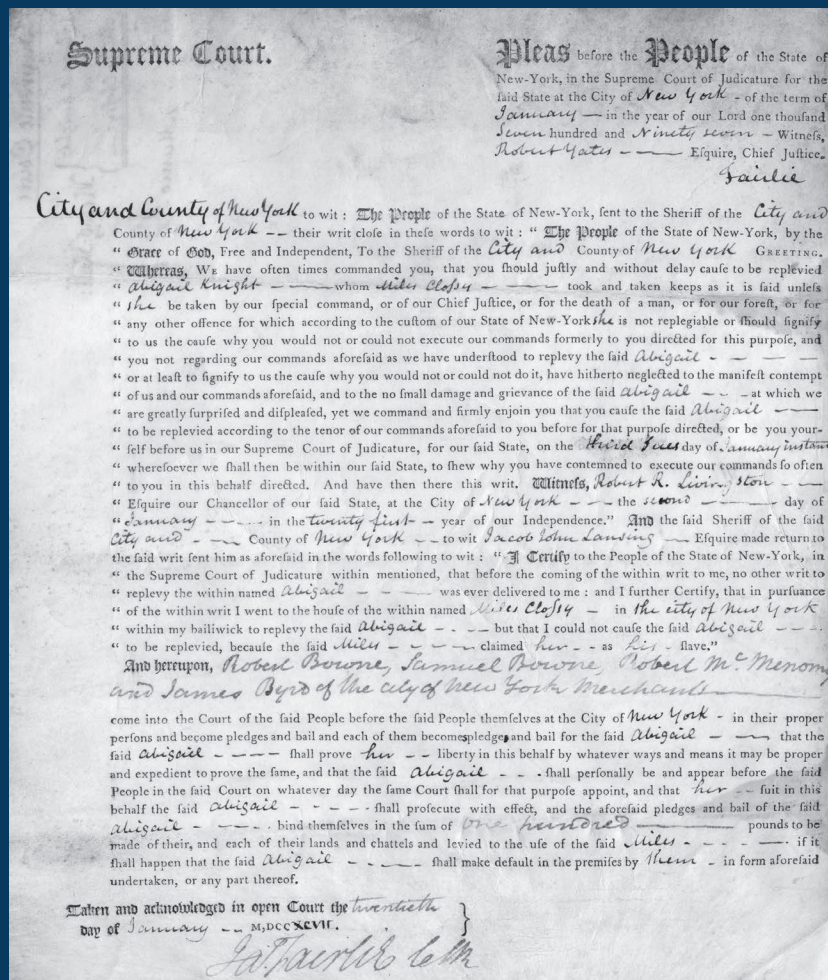 Supreme Court.
Pleas before the People of the State of
New-York, in the Supreme Court of Judicature for the
ſaid State at the City of New York - of the term of
January — in the year of our Lord one thouſand
Seven hundred and Ninety seven - Witneſs,
Robert Yates - - — Eſquire, Chief Juſtice.
Fairlie
City and County of New York to wit : The People of the State of New-York, ſent to the Sheriff of the City and
County of New York - - their writ cloſe in theſe words to wit : “ The People of the State of New-York, by the
“ Grace of God, Free and Independent, To the Sheriff of the City and County of New York GREETING.
“ Whereas, WE have often times commanded you, that you ſhould juſtly and without delay cauſe to be replevied
“ Abigail Knight - — whom Miles Cloſsy - — took and taken keeps as it is ſaid unleſs
“ she be taken by our ſpecial command, or of our Chief Juſtice, or for the death of a man, or for our foreſt, or for
“ any other offence for which according to the cuſtom of our State of New-York she is not replegiable or ſhould ſignify
“ to us the cauſe why you would not or could not execute our commands formerly to you directed for this purpoſe, and
“ you not regarding our commands aforeſaid as we have underſtood to replevy the ſaid Abigail - - — —
“ or at leaſt to ſignify to us the cauſe why you would not or could not do it, have hitherto neglected to the manifeſt contempt
“ of us and our commands aforeſaid, and to the no ſmall damage and grievance of the ſaid abigail — - - at which we
“ are greatly ſurpriſed and diſpleaſed, yet we command and firmly enjoin you that you cauſe the ſaid Abigail - —
“ to be replevied according to the tenor of our commands aforeſaid to you before for that purpoſe directed, or be you your-
“ ſelf before us in our Supreme Court of Judicature, for our ſaid State, on the third Tues day of January instant
“ whereſoever we ſhall then be within our ſaid State, to ſhew why you have contemned to execute our commands ſo often
“ to you in this behalf directed. And have then there this writ. Witneſs, Robert R. Livingston - —
“ Eſquire our Chancellor of our ſaid State, at the City of New York - — the second - — day of
“ January - - - . - in the twenty first - year of our Independence.” And the ſaid Sheriff of the ſaid
City and - - County of New York - - to wit Jacob John Lansing - Eſquire made return to
the ſaid writ ſent him as aforeſaid in the words following to wit : “ I Certify to the People of the State of New-York, in
“ the Supreme Court of Judicature within mentioned, that before the coming of the within writ to me, no other writ to
“ replevy the within named Abigail - - — was ever delivered to me : and I further Certify, that in purſuance
“ of the within writ I went to the houſe of the within named Miles Cloſsy - in the city of New York
“ within my bailiwick to replevy the ſaid Abigail - . - - but that I could not cauſe the ſaid Abigail - - - .
“ to be replevied, becauſe the ſaid Miles - - - - claimed her - - as his - ſlave.”
And hereupon, Robert Bowne, Samuel Bowne, Robert Mc Menomy
and James Byrd of the city of New York Merchants
come into the Court of the ſaid People before the ſaid People themſelves at the City of New York - in their proper
perſons and become pledges and bail and each of them becomes pledge and bail for the ſaid Abigail - - — that the
ſaid abigail - - - - ſhall prove her - - liberty in this behalf by whatever ways and means it may be proper
and expedient to prove the ſame, and that the ſaid Abigail - - - ſhall perſonally be and appear before the ſaid
People in the ſaid Court on whatever day the ſame Court ſhall for that purpoſe appoint, and that her - - ſuit in this
behalf the ſaid abigail - - - - . ſhall proſecute with effect, and the aforeſaid pledges and bail of the ſaid
abigail - - - . bind themſelves in the ſum of one hundred — pounds to be
made of their, and each of their lands and chattels and levied to the uſe of the ſaid Miles - - - - . if it
ſhall happen that the ſaid Abigail - - . - - ſhall make default in the premiſes by them - in form aforeſaid
undertaken, or any part thereof.
Taken and acknowledged in open Court the twentieth
day of January - - M,DCCXCVII.
Ja.s Fairlie Clk